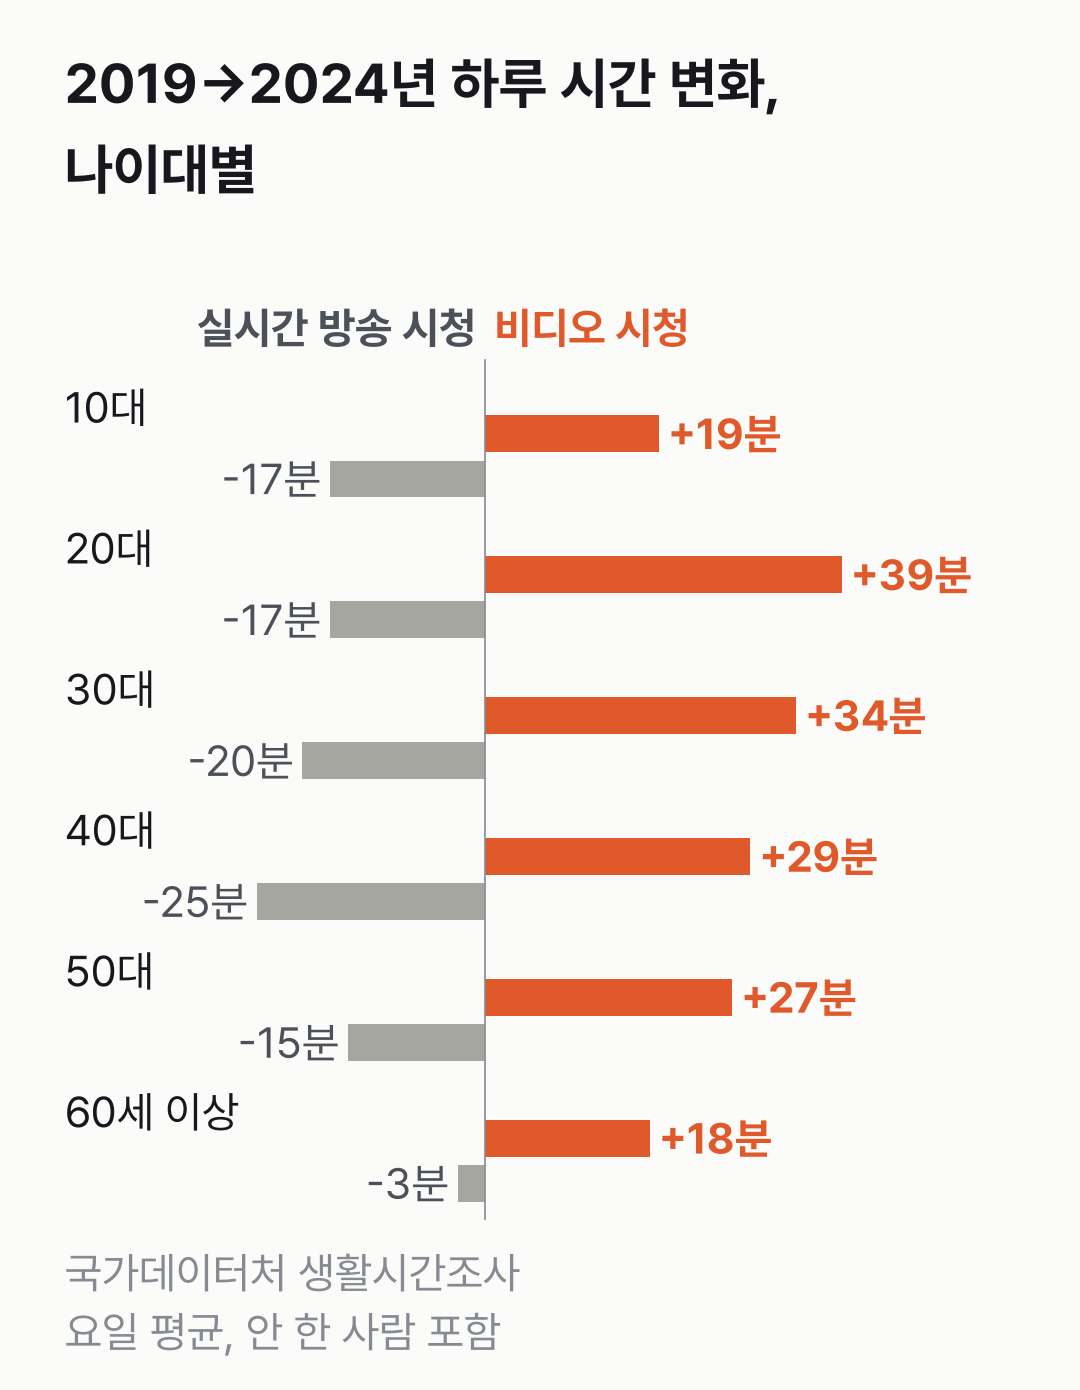 2019→2024년 하루 시간 변화,
나이대별
실시간 방송 시청 비디오 시청
10대
+19분
-17분
20대
+39분
-17분
30대
+34분
-20분
40대
+29분
-25분
50대
+27분
-15분
60세 이상
+18분
-3분
국가데이터처 생활시간조사
요일 평균, 안 한 사람 포함